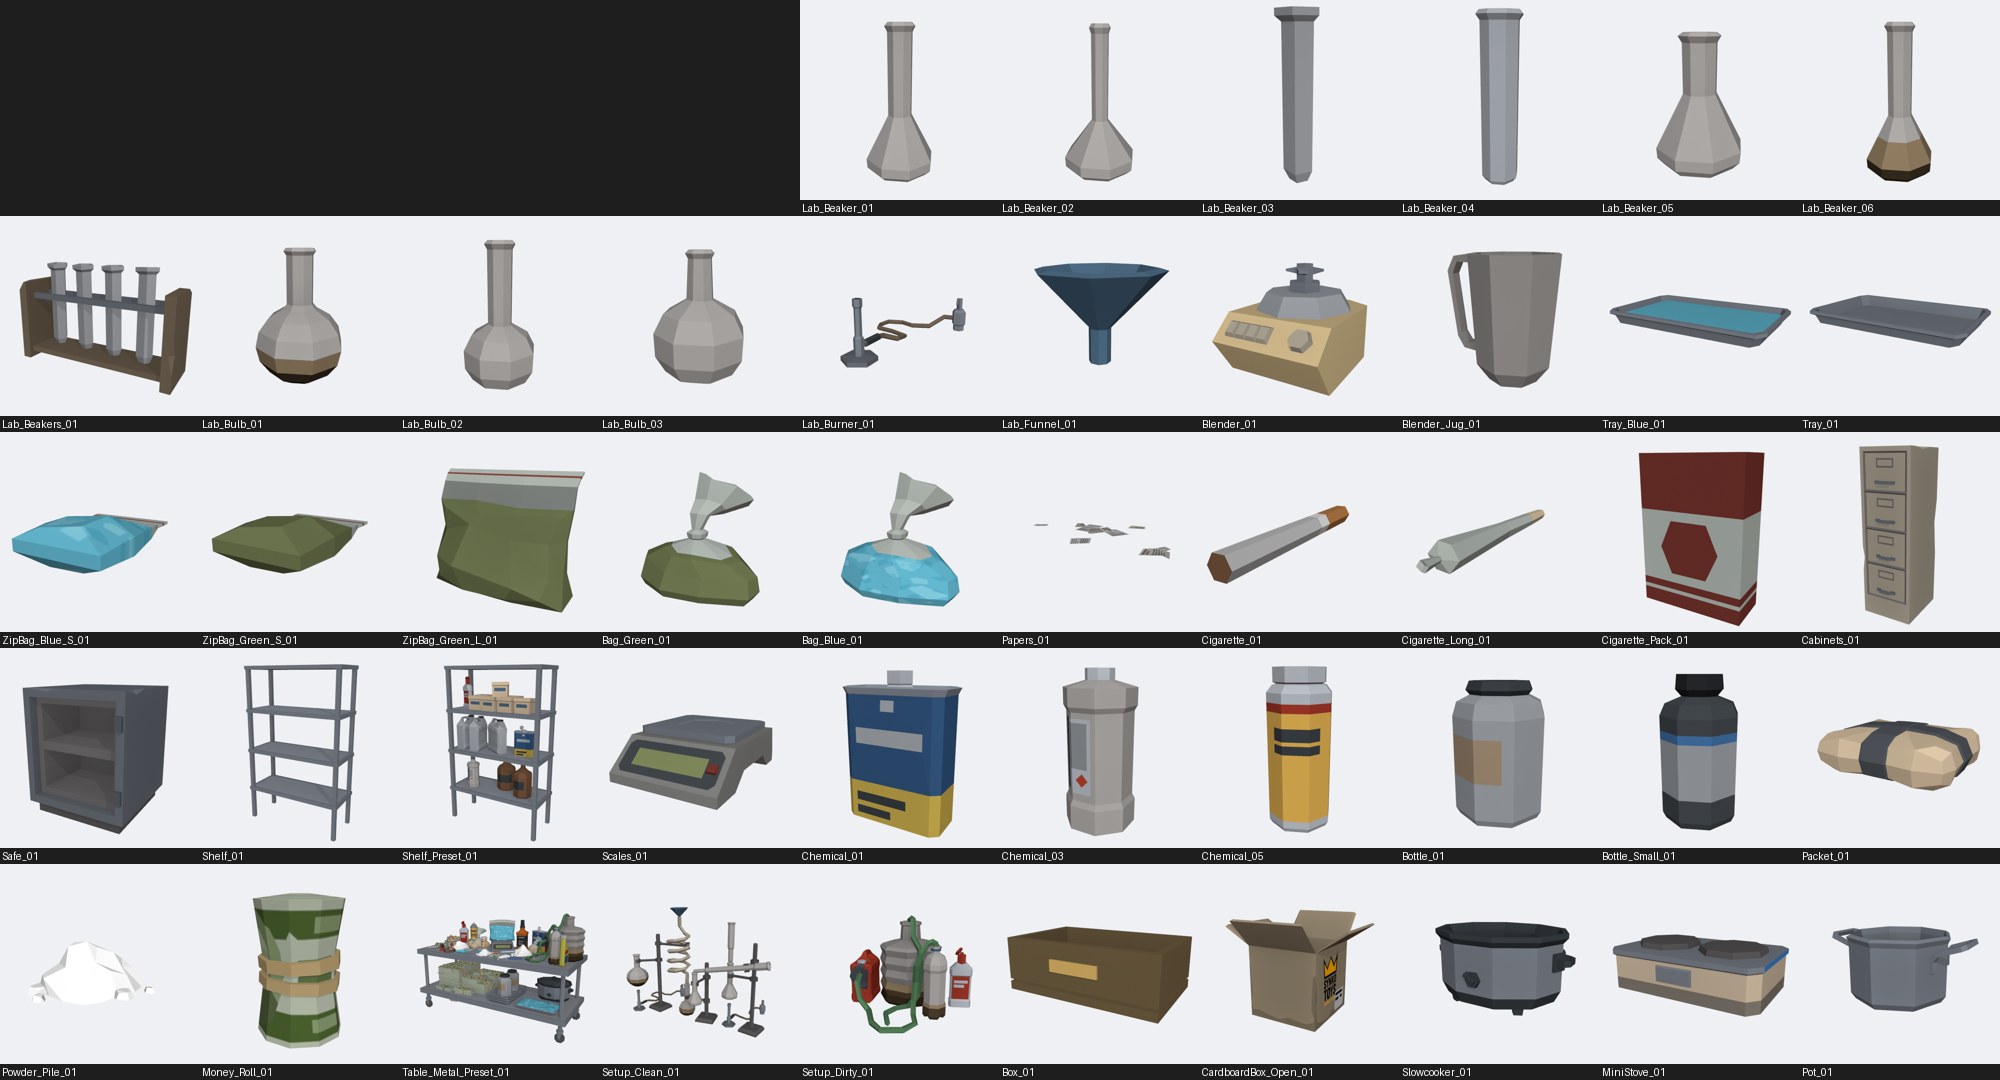 Lab_Beaker_01
Lab_Beaker_02
Lab_Beaker_03
Lab_Beaker_04
Lab_Beaker_05
Lab_Beaker_06
Lab_Beakers_01
Lab_Bulb_01
Lab_Bulb_02
Lab_Bulb_03
Lab_Burner_01
Lab_Funnel_01
Blender_01
Blender_Jug_01
Tray_Blue_01
Tray_01
ZipBag_Blue_S_01
ZipBag_Green_S_01
ZipBag_Green_L_01
Bag_Green_01
Bag_Blue_01
Papers_01
Cigarette_01
Cigarette_Long_01
Cigarette_Pack_01
Cabinets_01
Safe_01
Shelf_01
Shelf_Preset_01
Scales_01
Chemical_01
Chemical_03
Chemical_05
Bottle_01
Bottle_Small_01
Packet_01
TOYS
Powder_Pile_01
Money_Roll_01
Table_Metal_Preset_01
Setup_Clean_01
Setup_Dirty_01
Box_01
CardboardBox_Open_01
Slowcooker_01
MiniStove_01
Pot_01